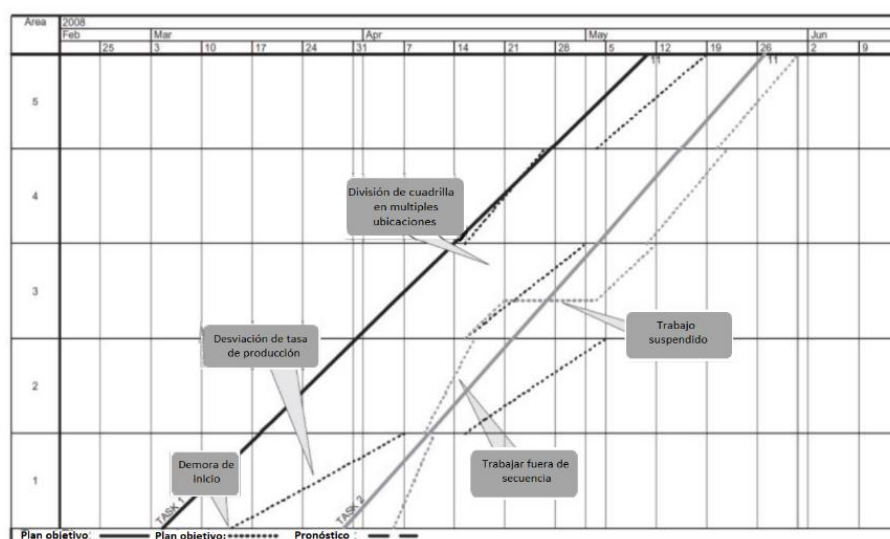 Área 2008
Feb Mar Apr May Jun
25 3 10 17 24 31 7 14 21 28 5 12 19 26 2 9
11 11
5
División de cuadrilla
en multiples
ubicaciones
4
3
Desviación de tasa
de producción
Trabajo
suspendido
2
Demora de
inicio
Trabajar fuera de
secuencia
1
TASK 1
TASK 2
Plan objetivo: Plan objetivo: Pronóstico :